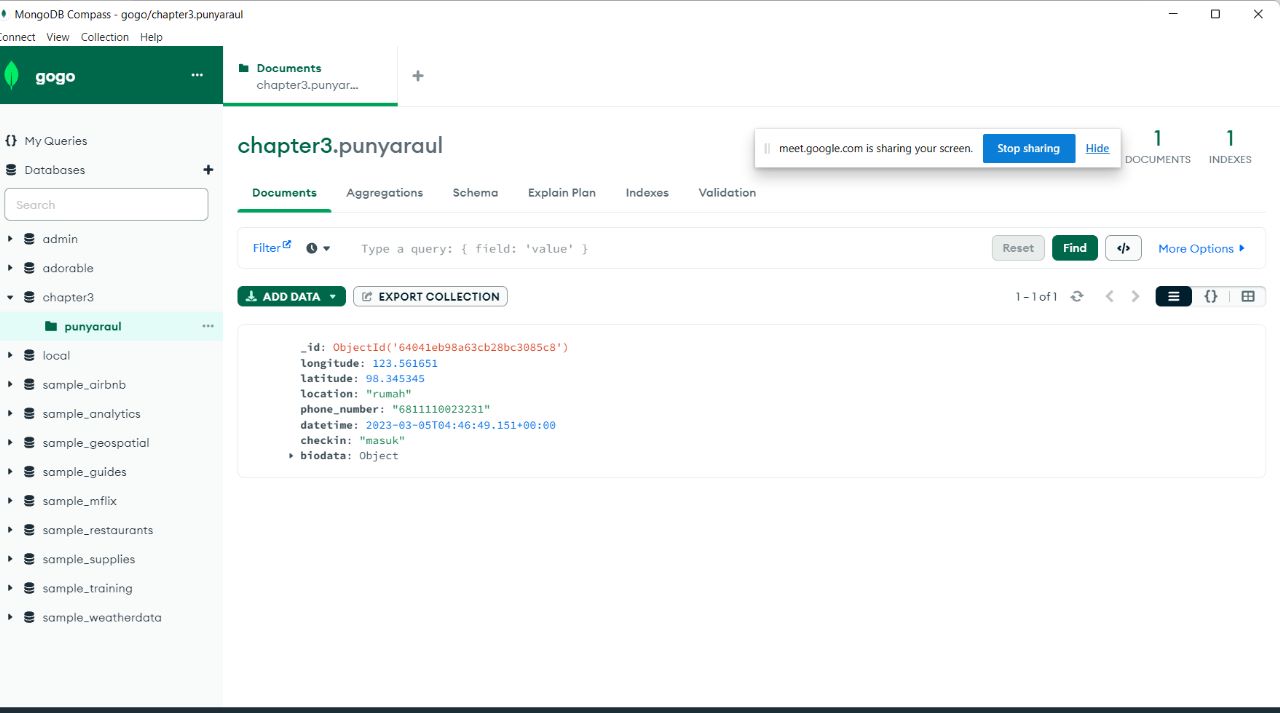 MongoDB Compass - gogo/chapter3.punyaraul
onnect View Collection Help
gogo
Documents
chapter3.punyar...
My Queries
Databases
Search
admin
adorable
chapter3
punyaraul
local
sample_airbnb
sample_analytics
sample_geospatial
sample_guides
sample_mflix
sample_restaurants
sample_supplies
sample_training
sample_weatherdata
chapter3.punyaraul
meet.google.com is sharing your screen. Stop sharing Hide
1 DOCUMENTS
1 INDEXES
Documents Aggregations Schema Explain Plan Indexes Validation
Filter Type a query: { field: 'value' } Reset Find </> More Options
ADD DATA EXPORT COLLECTION 1 – 1 of 1 {}
_id: ObjectId('64041eb98a63cb28bc3085c8')
longitude: 123.561651
latitude: 98.345345
location: "rumah"
phone_number: "6811110023231"
datetime: 2023-03-05T04:46:49.151+00:00
checkin: "masuk"
biodata: Object